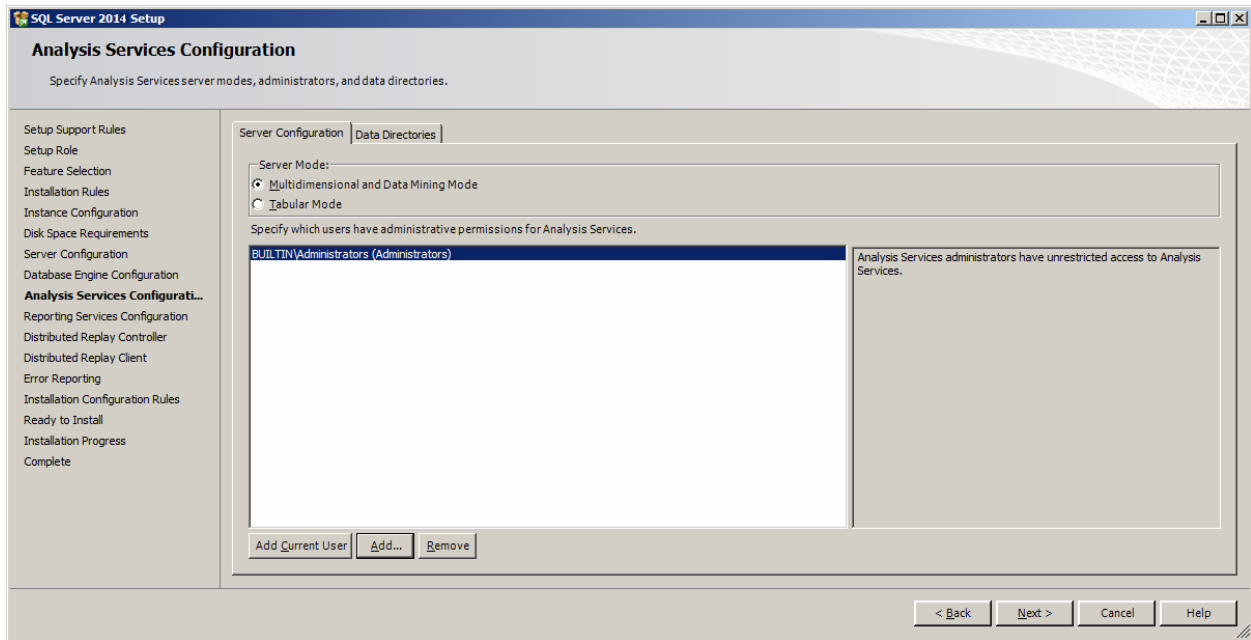 SQL Server 2014 Setup
Analysis Services Configuration
Specify Analysis Services server modes, administrators, and data directories.
Setup Support Rules
Setup Role
Feature Selection
Installation Rules
Instance Configuration
Disk Space Requirements
Server Configuration
Database Engine Configuration
Analysis Services Configurati...
Reporting Services Configuration
Distributed Replay Controller
Distributed Replay Client
Error Reporting
Installation Configuration Rules
Ready to Install
Installation Progress
Complete
Server Configuration Data Directories
Server Mode:
Multidimensional and Data Mining Mode
Tabular Mode
Specify which users have administrative permissions for Analysis Services.
BUILTIN\Administrators (Administrators)
Analysis Services administrators have unrestricted access to Analysis
Services.
Add Current User Add... Remove
< Back Next > Cancel Help